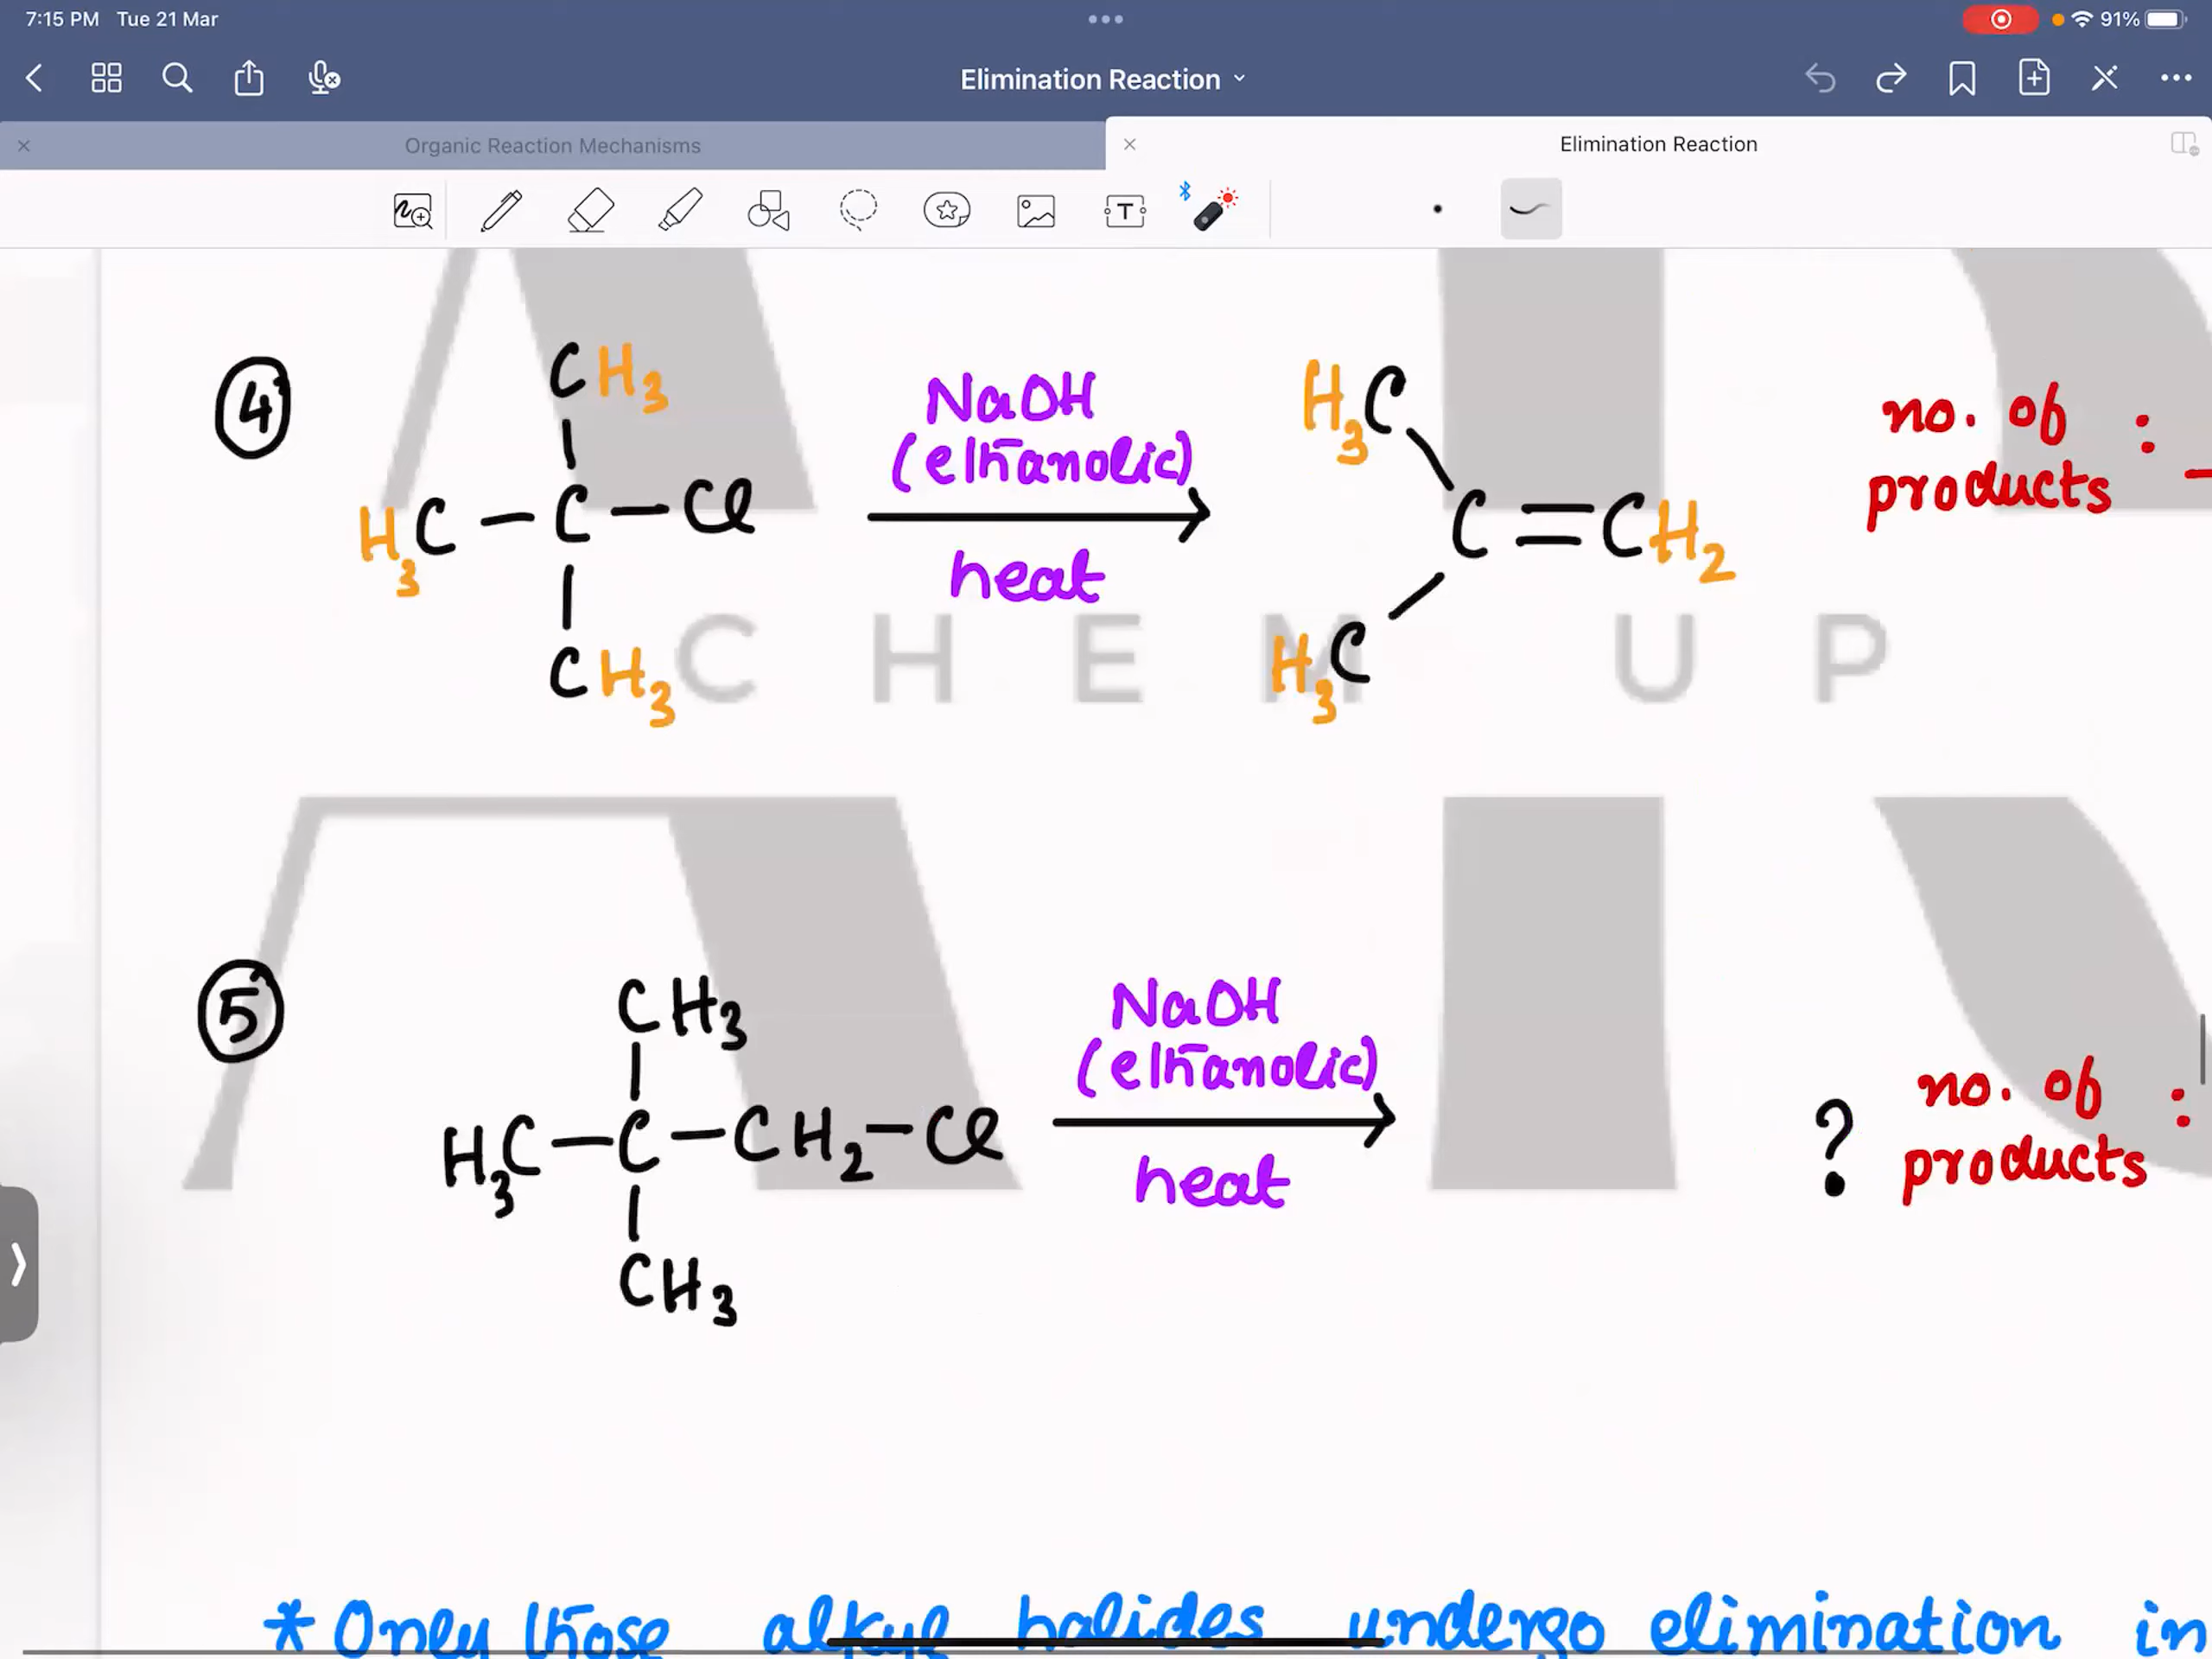 7:15 PM Tue 21 Mar
91%
Elimination Reaction
Organic Reaction Mechanisms
Elimination Reaction
T
4
CH3
H3C — C — Cl
CH3
NaOH
(ethanolic)
heat
H3C
C = CH2
H3C
no. of
products :
CHEM UP
5
CH3
H3C — C — CH2 — Cl
CH3
NaOH
(ethanolic)
heat
?
no. of
products :
* Only those alkyl halides undergo elimination in